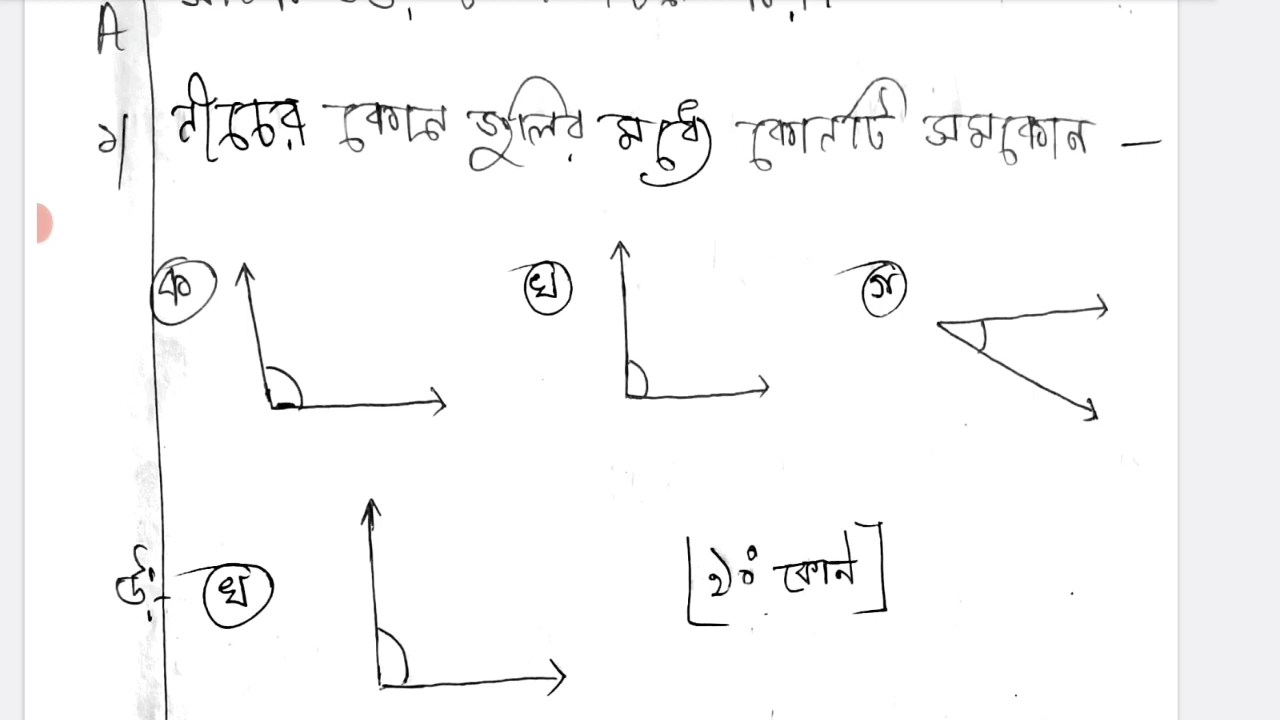 A
১| নীচের কোন গুলির মধ্যে কোনটি সমকোন —
ক খ গ
উঃ- খ [৯০° কোন]